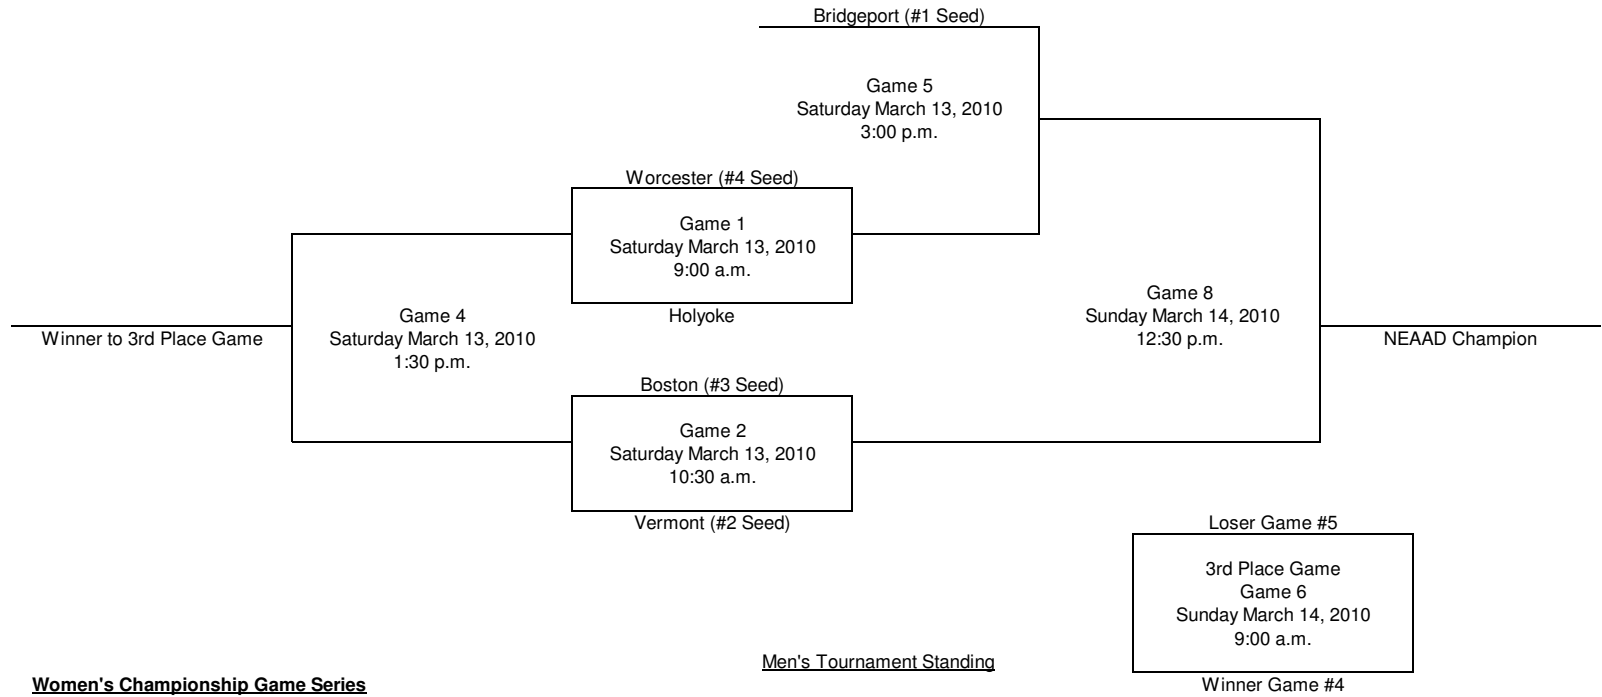 Bridgeport (#1 Seed)
Game 5
Saturday March 13, 2010
3:00 p.m.
Worcester (#4 Seed)
Game 1
Saturday March 13, 2010
9:00 a.m.
Holyoke
Game 8
Sunday March 14, 2010
12:30 p.m.
Game 4
Saturday March 13, 2010
1:30 p.m.
Winner to 3rd Place Game
NEAAD Champion
Boston (#3 Seed)
Game 2
Saturday March 13, 2010
10:30 a.m.
Vermont (#2 Seed)
Loser Game #5
3rd Place Game
Game 6
Sunday March 14, 2010
9:00 a.m.
Winner Game #4
Men's Tournament Standing
Women's Championship Game Series